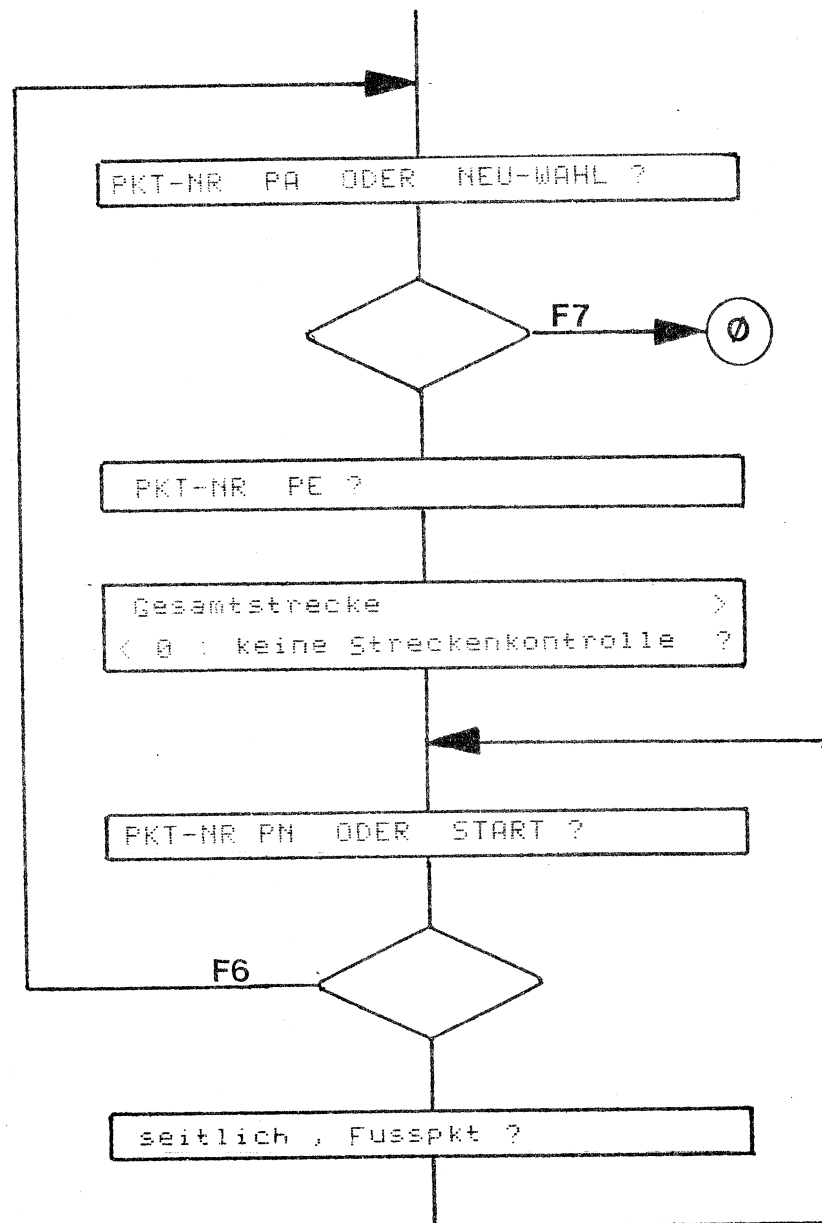 PKT-NR PA ODER NEU-WAHL ?
F7
Ø
PKT-NR PE ?
Gesamtstrecke >
< 0 : keine Streckenkontrolle ?
PKT-NR PN ODER START ?
F6
seitlich , Fusspkt ?